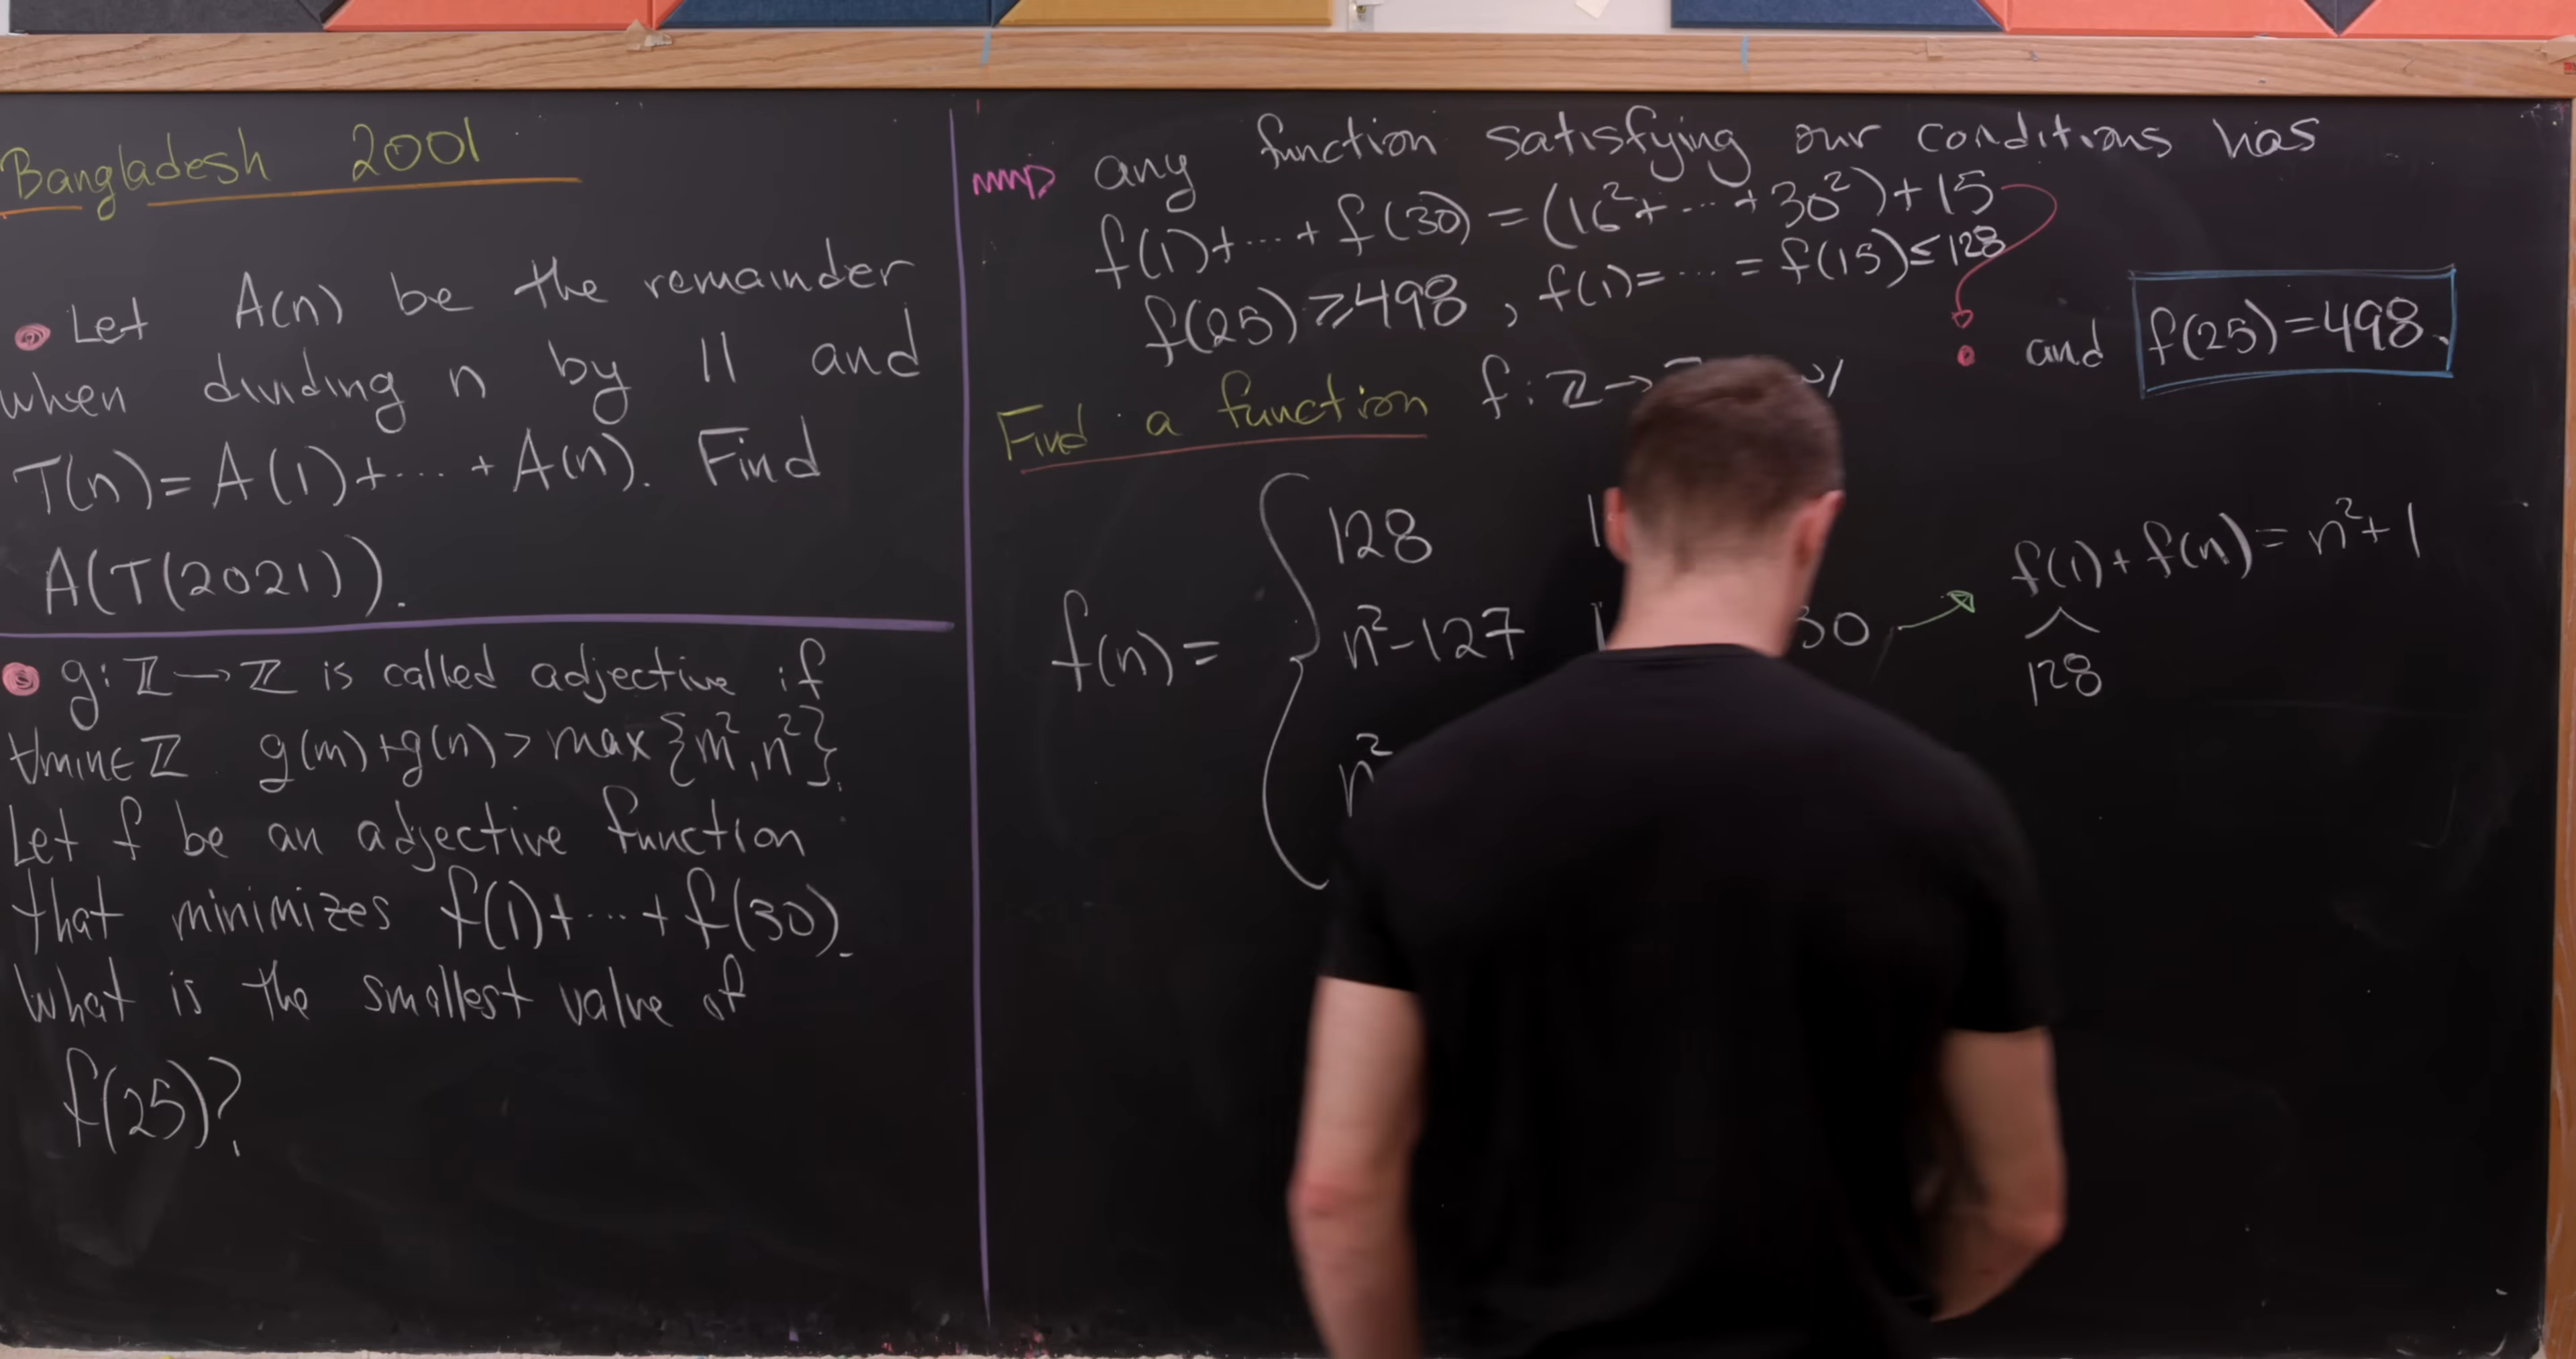 Bangladesh 2001
• Let A(n) be the remainder
when dividing n by 11 and
T(n)=A(1)+⋯+A(n). Find
A(T(2021)).
• g:ℤ→ℤ is called adjective if
∀m,n∈ℤ g(m)+g(n)>max{m²,n²}.
Let f be an adjective function
that minimizes f(1)+⋯+f(30).
What is the smallest value of
f(25)?
any function satisfying our conditions has
f(1)+⋯+f(30)=(16²+⋯+30²)+15
f(25)≥498, f(1)=⋯=f(15)≤128
and f(25)=498.
Find a function f:ℤ→ w/
f(n)=
128
n²-127 30
n²
f(1)+f(n)=n²+1
128